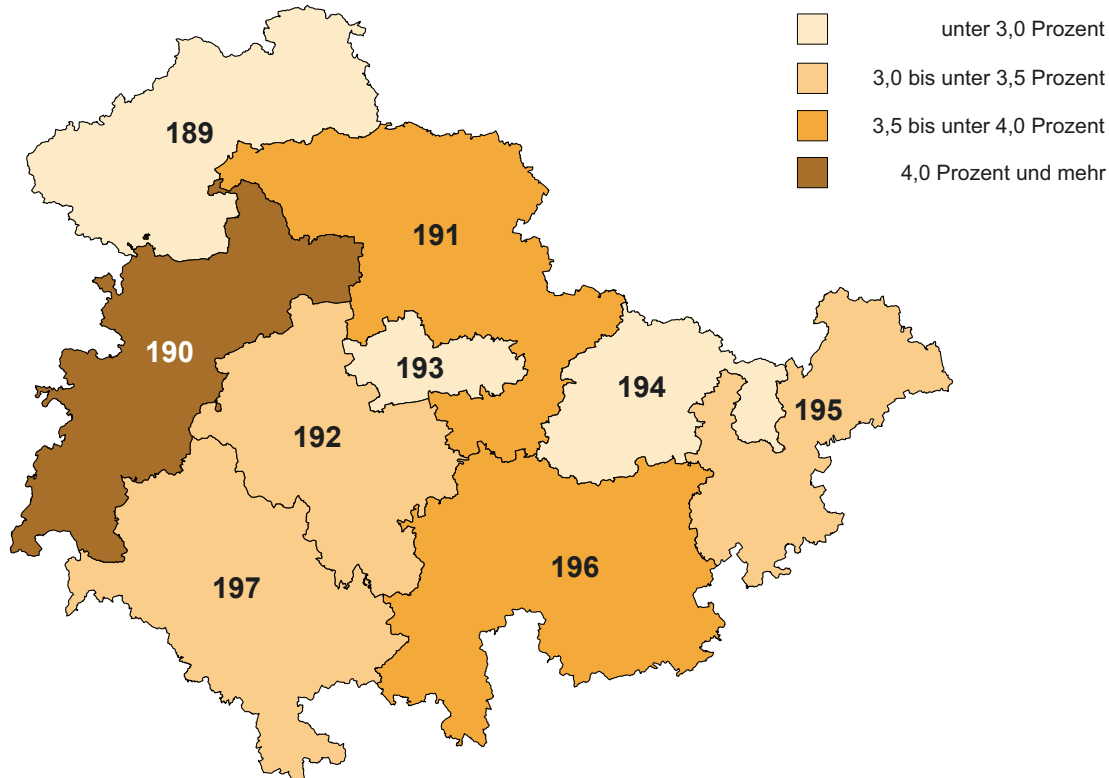 unter 3,0 Prozent
3,0 bis unter 3,5 Prozent
3,5 bis unter 4,0 Prozent
4,0 Prozent und mehr
189
191
190
193
194
195
192
196
197